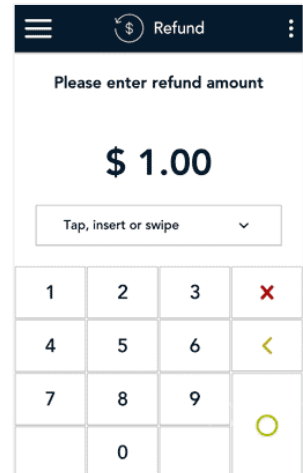 $ Refund
Please enter refund amount
$ 1.00
Tap, insert or swipe
1 2 3
4 5 6
7 8 9
0